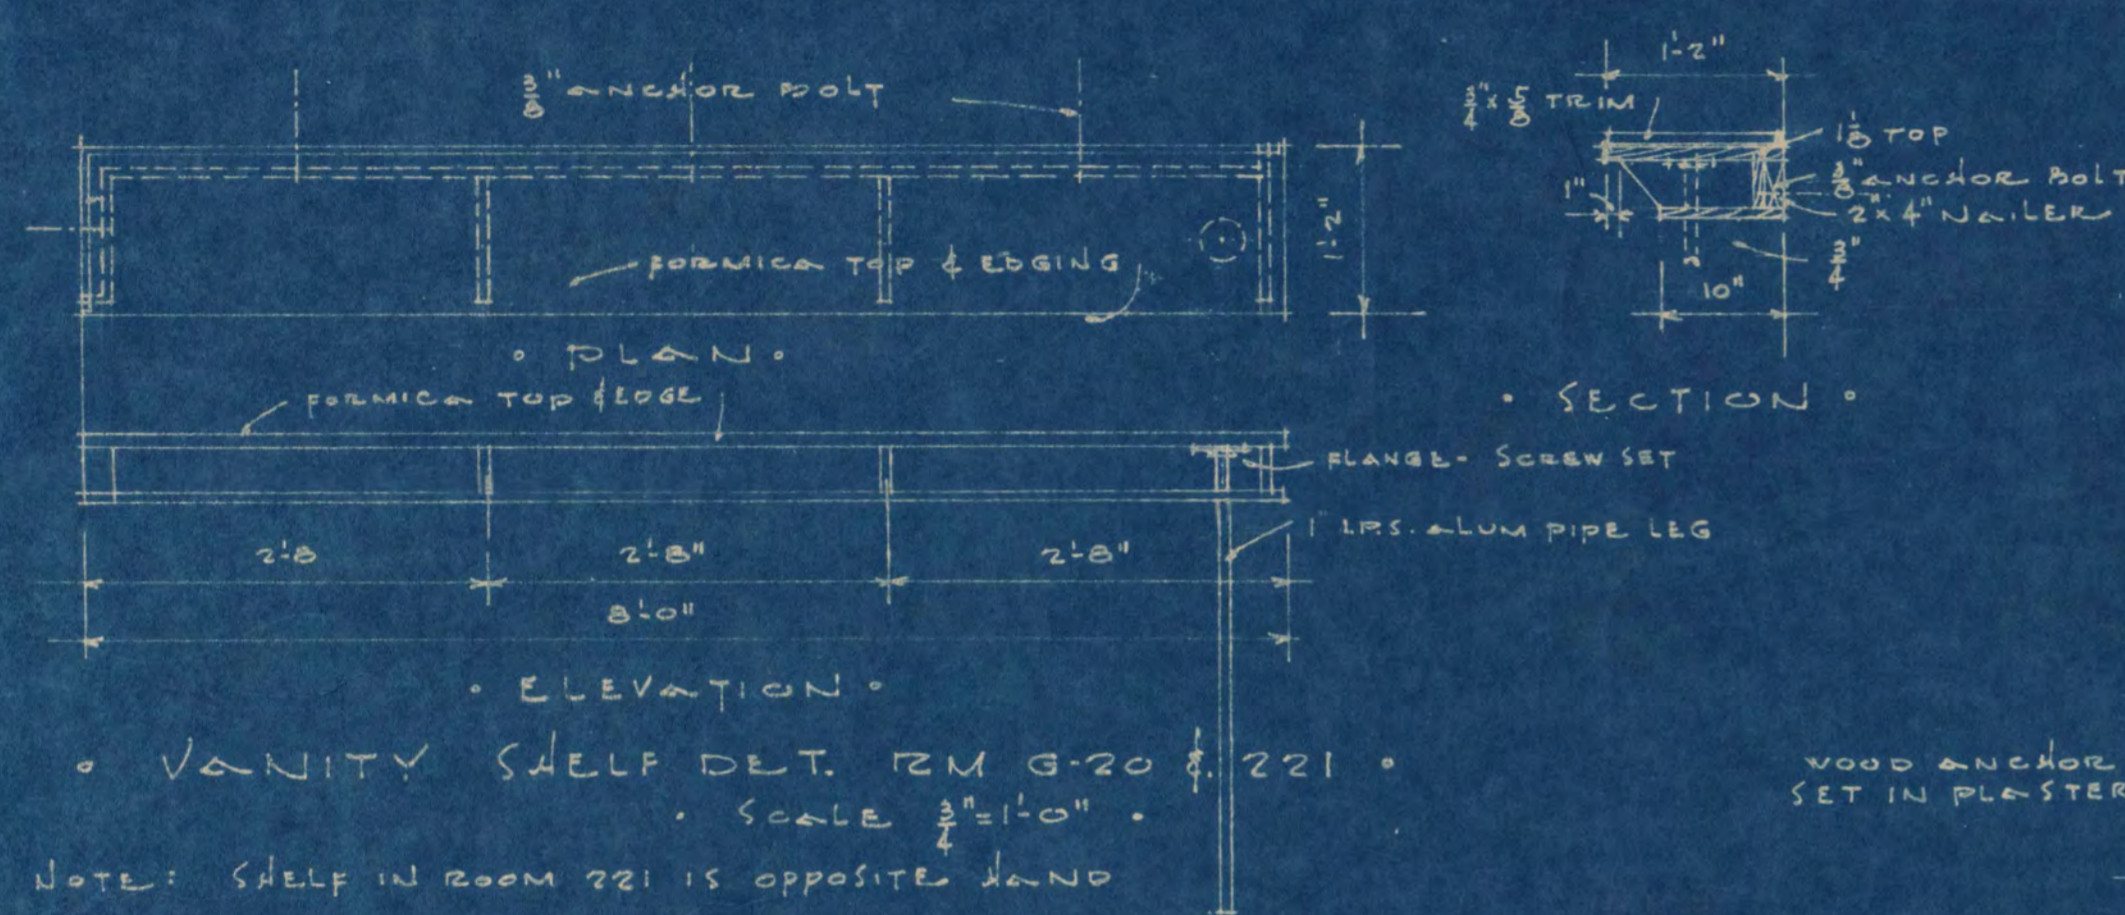 3/8" ANCHOR BOLT
FORMICA TOP & EDGING
1'-2"
• PLAN •
FORMICA TOP & EDGE
FLANGE - SCREW SET
1" I.P.S. ALUM PIPE LEG
2'-8
2'-8"
2'-8"
8'-0"
• ELEVATION •
1'-2"
3/4" x 5/8 TRIM
1 1/8 TOP
3/8" ANCHOR BOLT
2" x 4" NAILER
1"
3/4"
10"
• SECTION •
• VANITY SHELF DET. RM G-20 & 221 •
• SCALE 3/4" = 1'-0" •
NOTE: SHELF IN ROOM 221 IS OPPOSITE HAND
WOOD ANCHOR
SET IN PLASTER